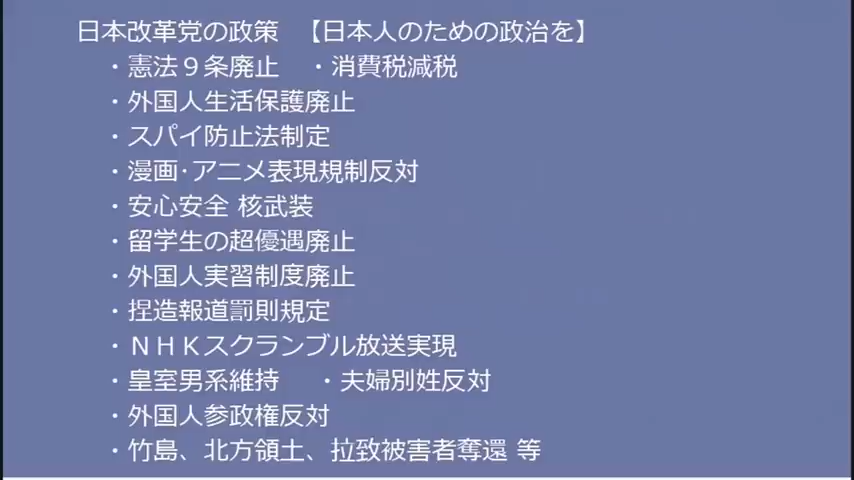 日本改革党の政策　【日本人のための政治を】
・憲法９条廃止　・消費税減税
・外国人生活保護廃止
・スパイ防止法制定
・漫画・アニメ表現規制反対
・安心安全 核武装
・留学生の超優遇廃止
・外国人実習制度廃止
・捏造報道罰則規定
・ＮＨＫスクランブル放送実現
・皇室男系維持　・夫婦別姓反対
・外国人参政権反対
・竹島、北方領土、拉致被害者奪還 等